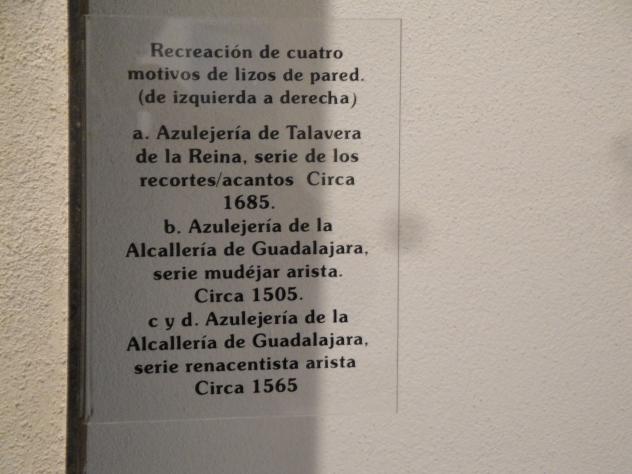 Recreación de cuatro
motivos de lizos de pared.
(de izquierda a derecha)
a. Azulejería de Talavera
de la Reina, serie de los
recortes/acantos Circa
1685.
b. Azulejería de la
Alcallería de Guadalajara,
serie mudéjar arista.
Circa 1505.
c y d. Azulejería de la
Alcallería de Guadalajara,
serie renacentista arista
Circa 1565